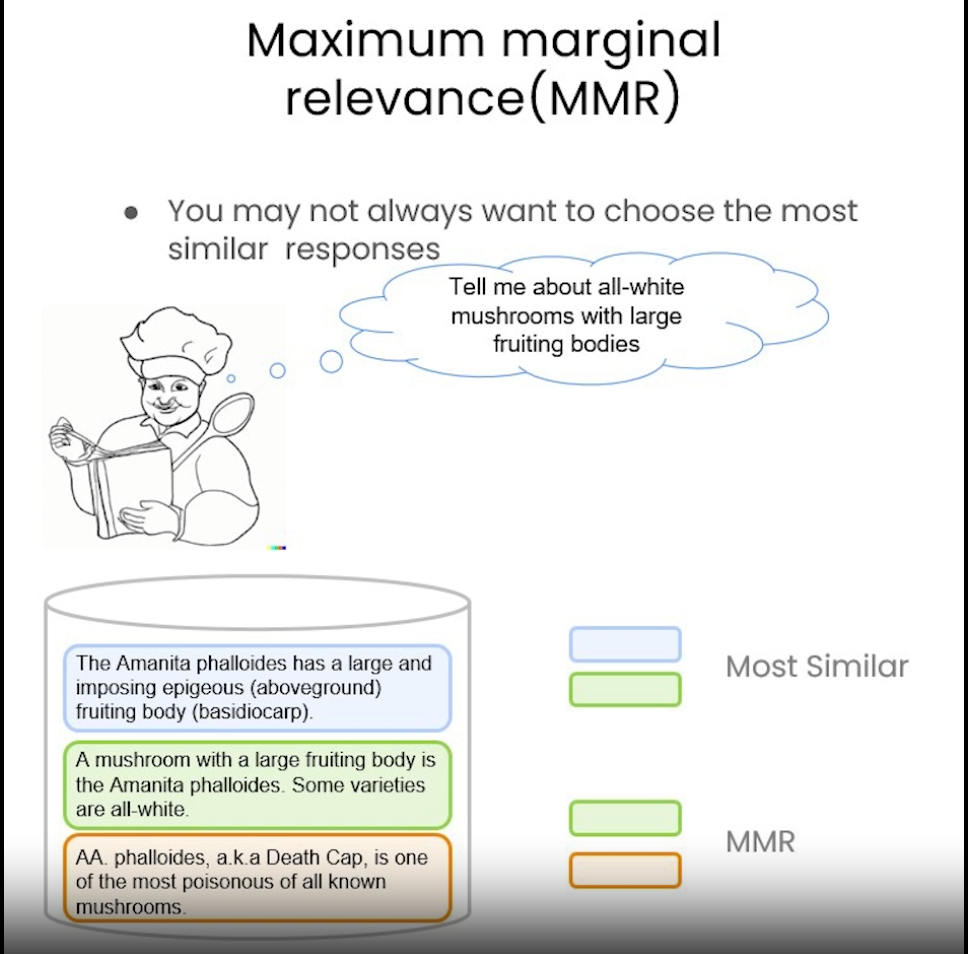 Maximum marginal
relevance(MMR)
● You may not always want to choose the most
similar responses
Tell me about all-white
mushrooms with large
fruiting bodies
The Amanita phalloides has a large and
imposing epigeous (aboveground)
fruiting body (basidiocarp).
A mushroom with a large fruiting body is
the Amanita phalloides. Some varieties
are all-white.
AA. phalloides, a.k.a Death Cap, is one
of the most poisonous of all known
mushrooms.
Most Similar
MMR